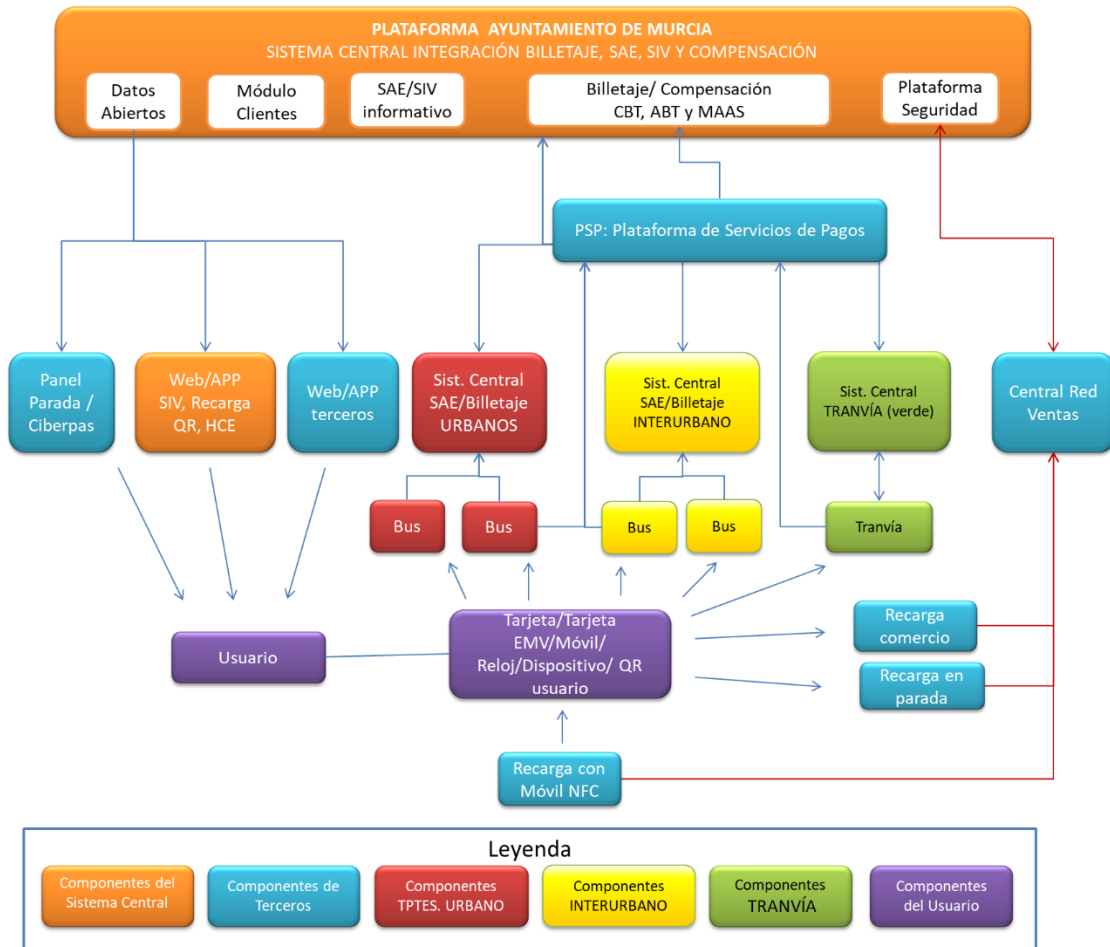 PLATAFORMA AYUNTAMIENTO DE MURCIA
SISTEMA CENTRAL INTEGRACIÓN BILLETAJE, SAE, SIV Y COMPENSACIÓN
Datos
Abiertos
Módulo
Clientes
SAE/SIV
informativo
Billetaje/ Compensación
CBT, ABT y MAAS
Plataforma
Seguridad
PSP: Plataforma de Servicios de Pagos
Panel
Parada /
Ciberpas
Web/APP
SIV, Recarga
QR, HCE
Web/APP
terceros
Sist. Central
SAE/Billetaje
URBANOS
Sist. Central
SAE/Billetaje
INTERURBANO
Sist. Central
TRANVÍA (verde)
Central Red
Ventas
Bus
Bus
Bus
Bus
Tranvía
Usuario
Tarjeta/Tarjeta
EMV/Móvil/
Reloj/Dispositivo/ QR
usuario
Recarga
comercio
Recarga en
parada
Recarga con
Móvil NFC
Leyenda
Componentes del
Sistema Central
Componentes de
Terceros
Componentes
TPTES. URBANO
Componentes
INTERURBANO
Componentes
TRANVÍA
Componentes
del Usuario